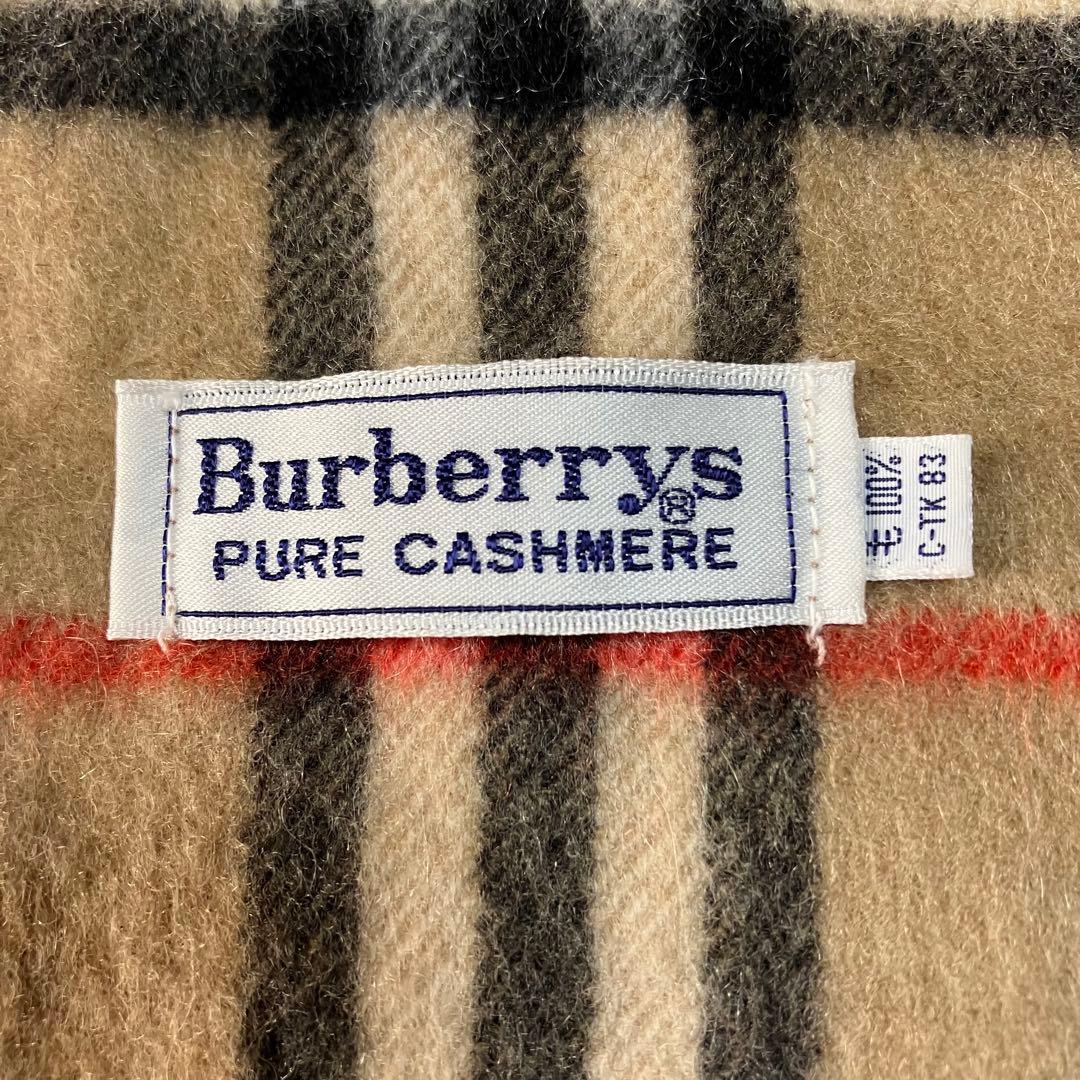 Burberrys®
PURE CASHMERE
毛 100%
C-TK 83